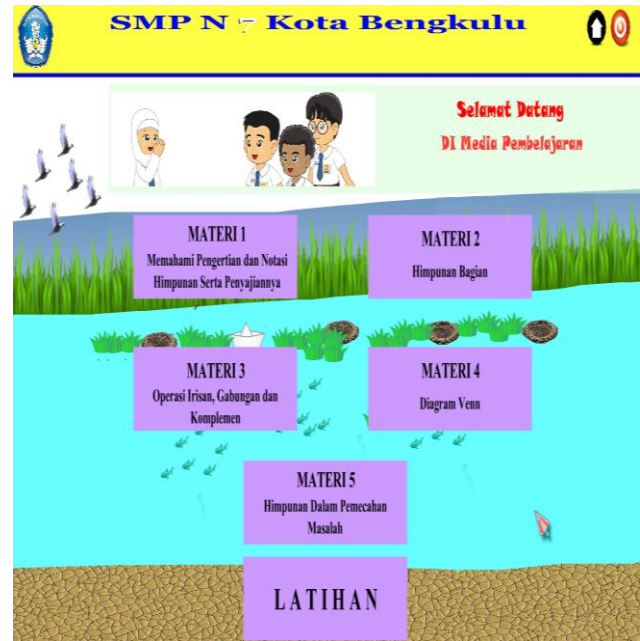 SMP N 7 Kota Bengkulu
Selamat Datang
DI Media Pembelajaran
MATERI 1
Memahami Pengertian dan Notasi
Himpunan Serta Penyajiannya
MATERI 2
Himpunan Bagian
MATERI 3
Operasi Irisan, Gabungan dan
Komplemen
MATERI 4
Diagram Venn
MATERI 5
Himpunan Dalam Pemecahan
Masalah
LATIHAN